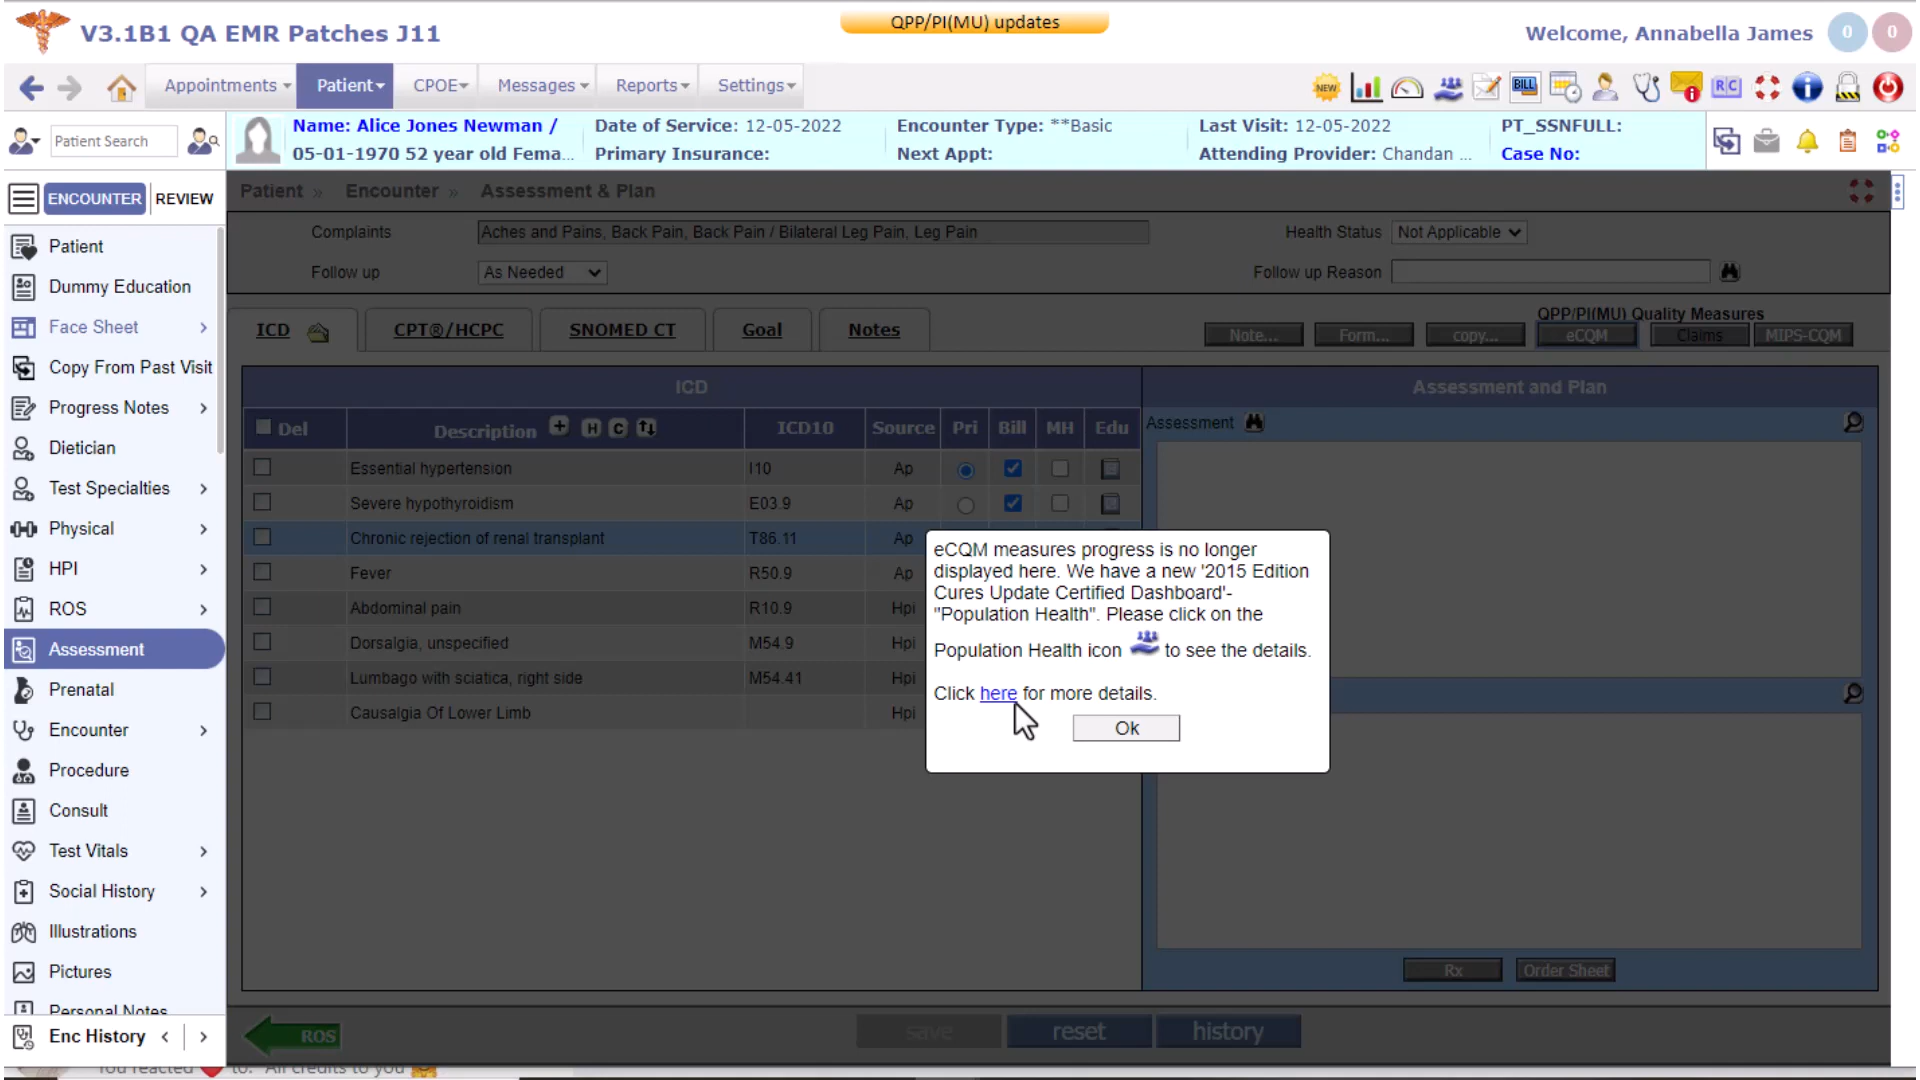 V3.1B1 QA EMR Patches J11
QPP/PI(MU) updates
Welcome, Annabella James
0 0
Appointments Patient CPOE Messages Reports Settings
NEW BILL RC
Patient Search
Name: Alice Jones Newman /
05-01-1970 52 year old Fema...
Date of Service: 12-05-2022
Primary Insurance:
Encounter Type: **Basic
Next Appt:
Last Visit: 12-05-2022
Attending Provider: Chandan ...
PT_SSNFULL:
Case No:
ENCOUNTER REVIEW
Patient
Dummy Education
Face Sheet
Copy From Past Visit
Progress Notes
Dietician
Test Specialties
Physical
HPI
ROS
Assessment
Prenatal
Encounter
Procedure
Consult
Test Vitals
Social History
Illustrations
Pictures
Personal Notes
Enc History
Patient » Encounter » Assessment & Plan
Complaints Aches and Pains, Back Pain, Back Pain / Bilateral Leg Pain, Leg Pain
Health Status Not Applicable
Follow up As Needed
Follow up Reason
ICD CPT®/HCPC SNOMED CT Goal Notes
QPP/PI(MU) Quality Measures
Note... Form... copy... eCQM Claims MIPS-CQM
ICD
Del Description + H C ICD10 Source Pri Bill MH Edu
Essential hypertension I10 Ap
Severe hypothyroidism E03.9 Ap
Chronic rejection of renal transplant T86.11 Ap
Fever R50.9 Ap
Abdominal pain R10.9 Hpi
Dorsalgia, unspecified M54.9 Hpi
Lumbago with sciatica, right side M54.41 Hpi
Causalgia Of Lower Limb Hpi
Assessment and Plan
Assessment
eCQM measures progress is no longer
displayed here. We have a new '2015 Edition
Cures Update Certified Dashboard'-
"Population Health". Please click on the
Population Health icon to see the details.
Click here for more details.
Ok
Rx Order Sheet
ROS
save reset history
You reacted to: "All credits to you